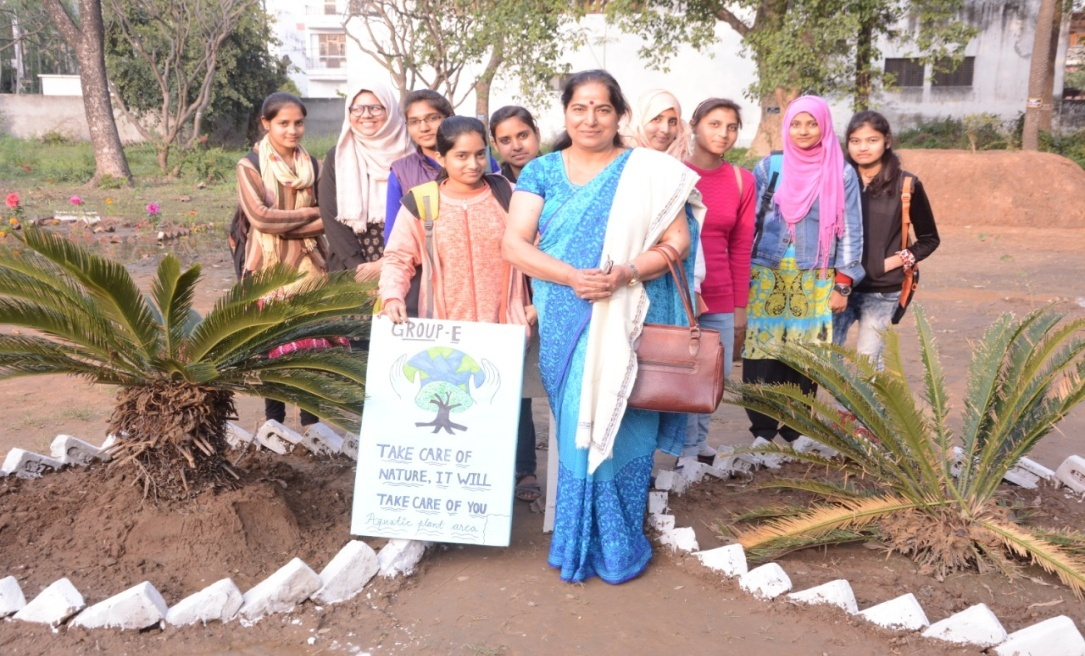 GROUP-E
TAKE CARE OF
NATURE, IT WILL
TAKE CARE OF YOU
Aquatic plant area